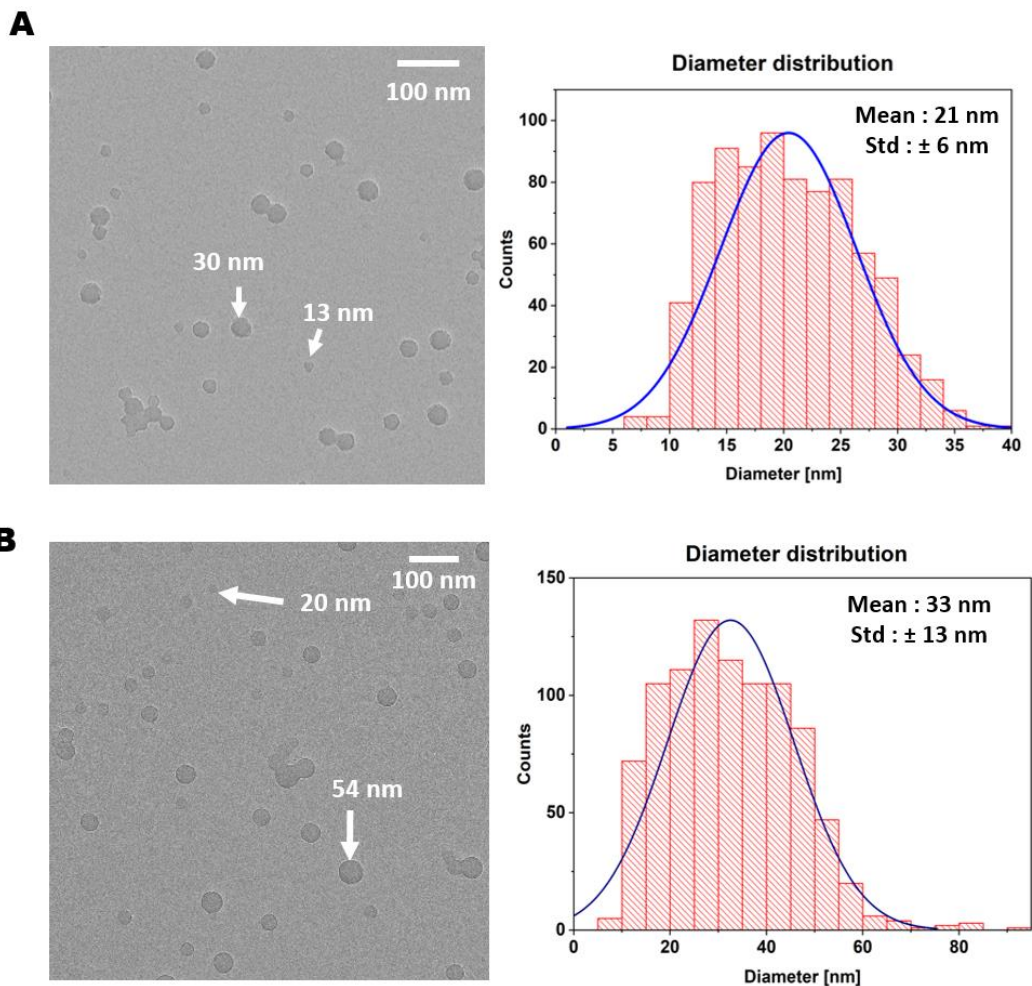 A
100 nm
30 nm
13 nm
Diameter distribution
Mean : 21 nm
Std : ± 6 nm
Counts
100
80
60
40
20
0
0 5 10 15 20 25 30 35 40
Diameter [nm]
B
100 nm
20 nm
54 nm
Diameter distribution
Mean : 33 nm
Std : ± 13 nm
Counts
150
100
50
0
0 20 40 60 80
Diameter [nm]